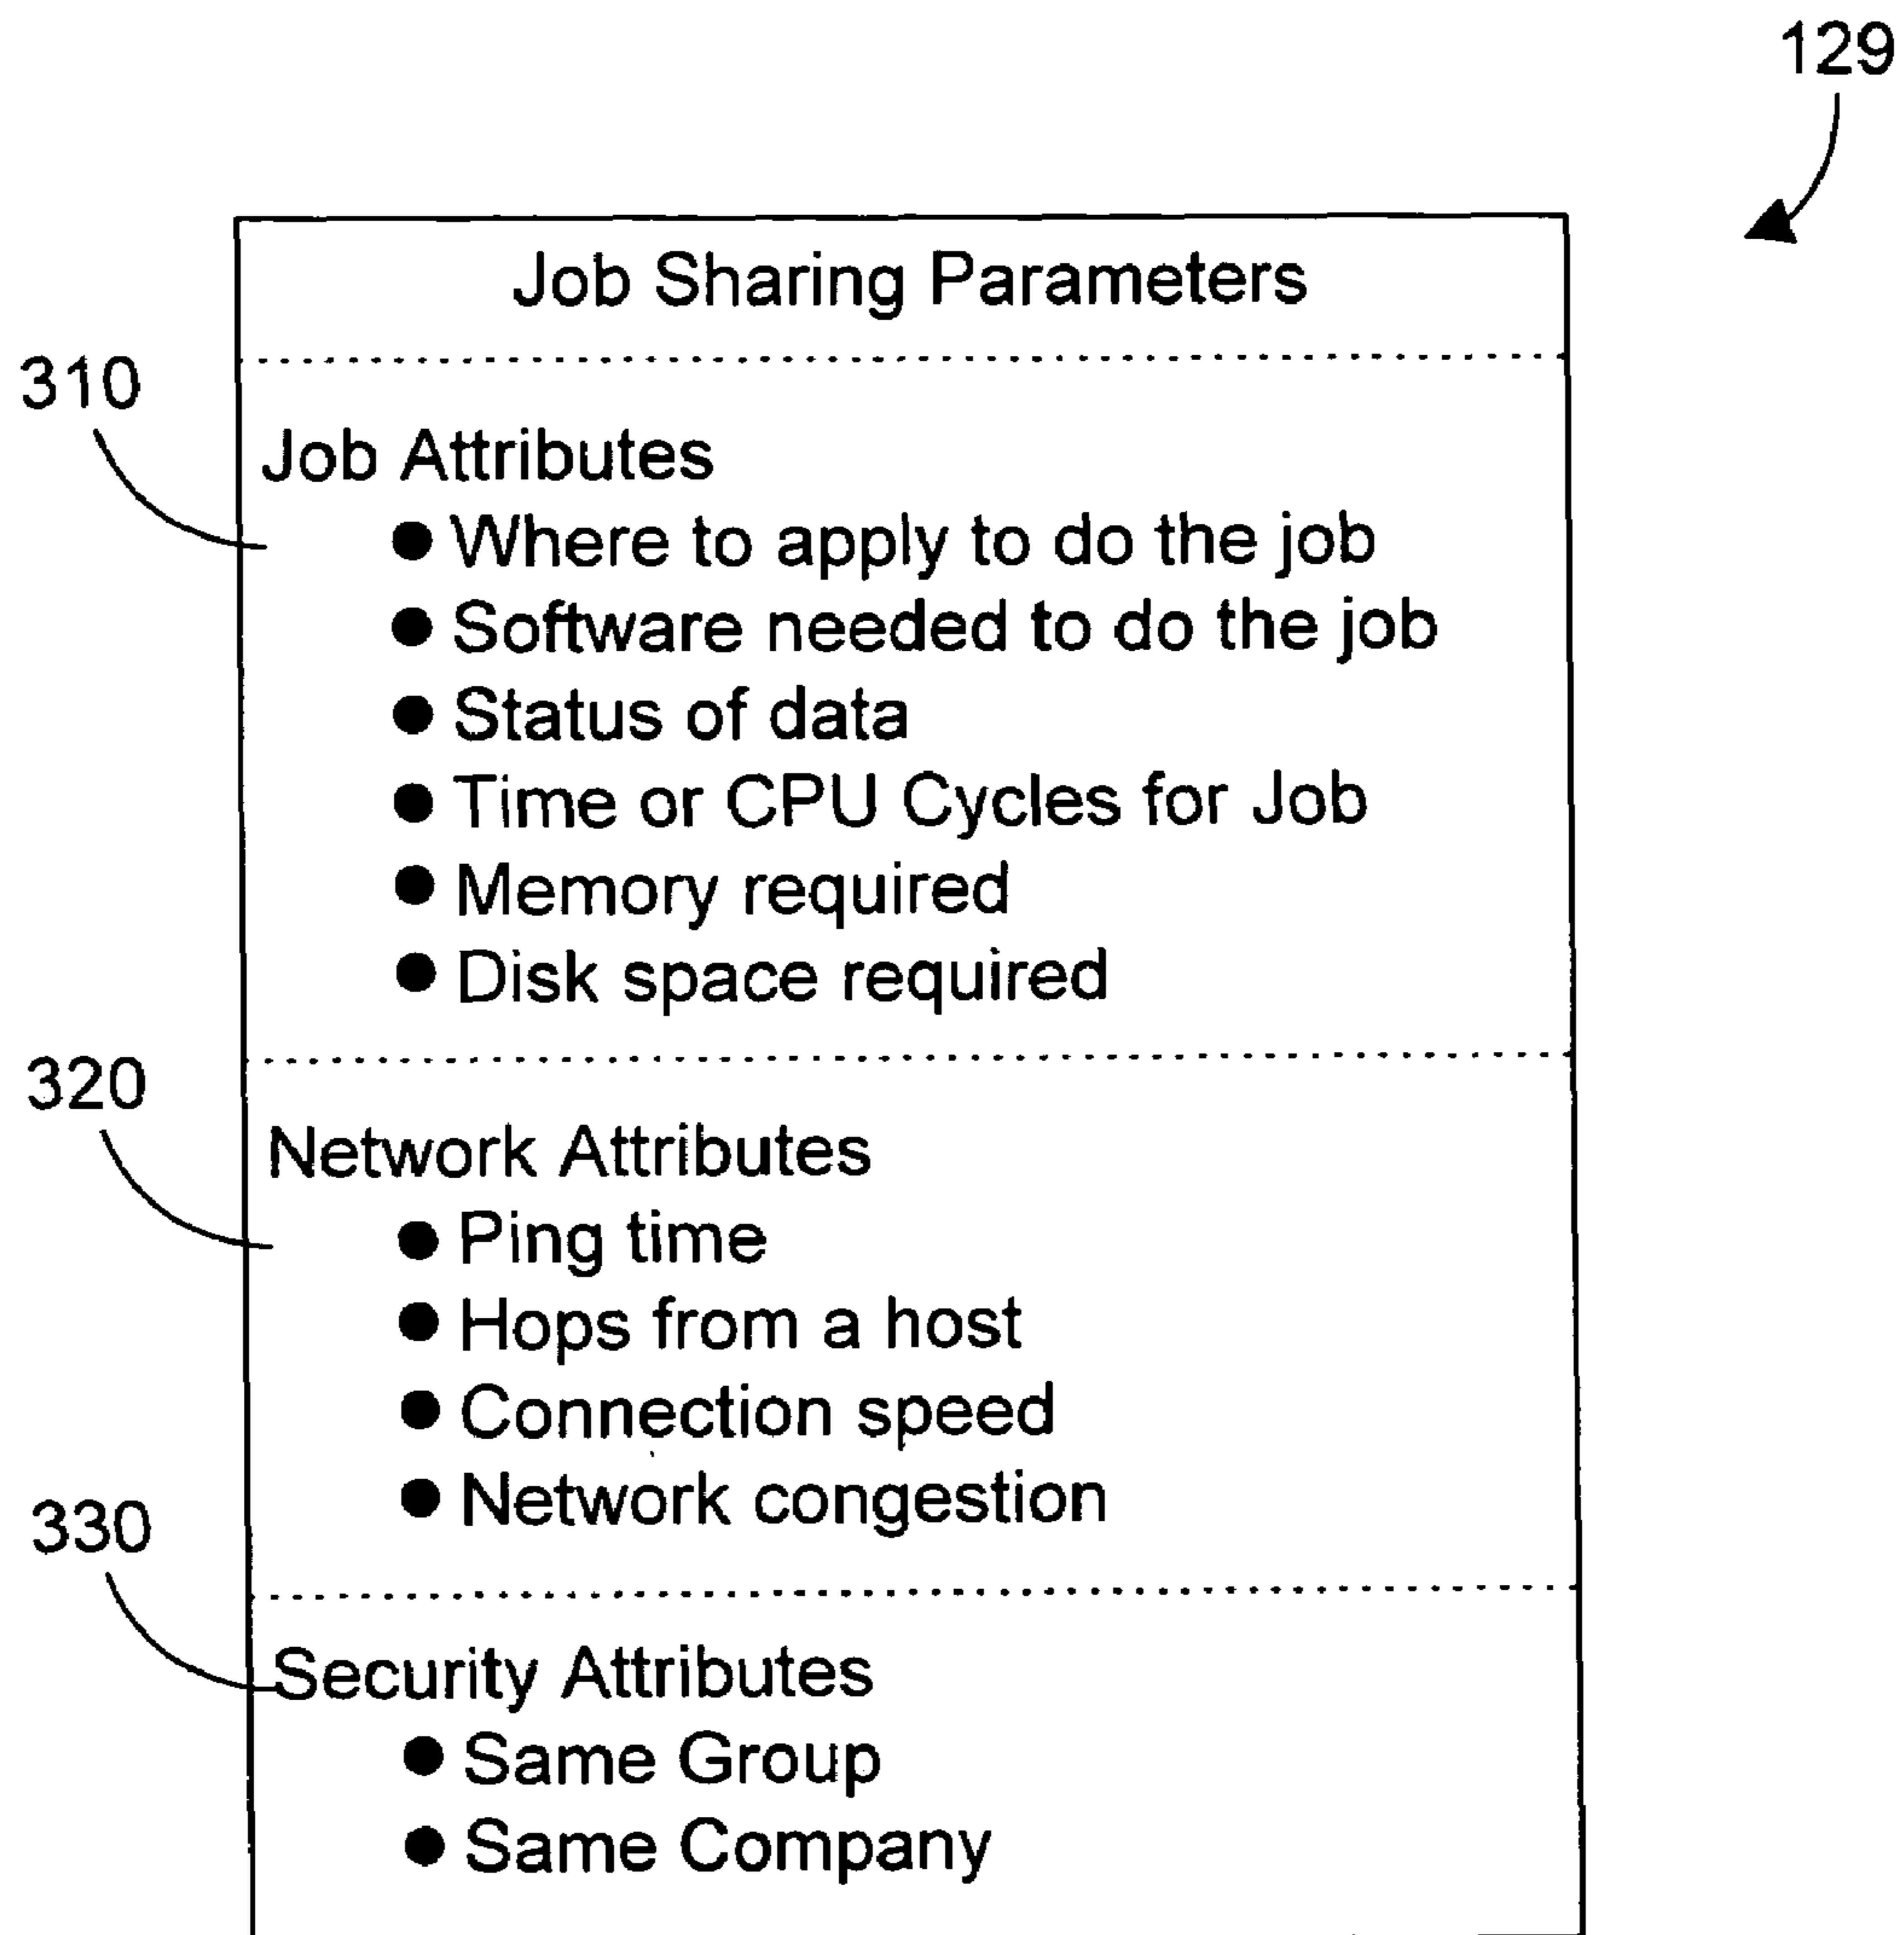 129
Job Sharing Parameters
310
Job Attributes
● Where to apply to do the job
● Software needed to do the job
● Status of data
● Time or CPU Cycles for Job
● Memory required
● Disk space required
320
Network Attributes
● Ping time
● Hops from a host
● Connection speed
● Network congestion
330
Security Attributes
● Same Group
● Same Company